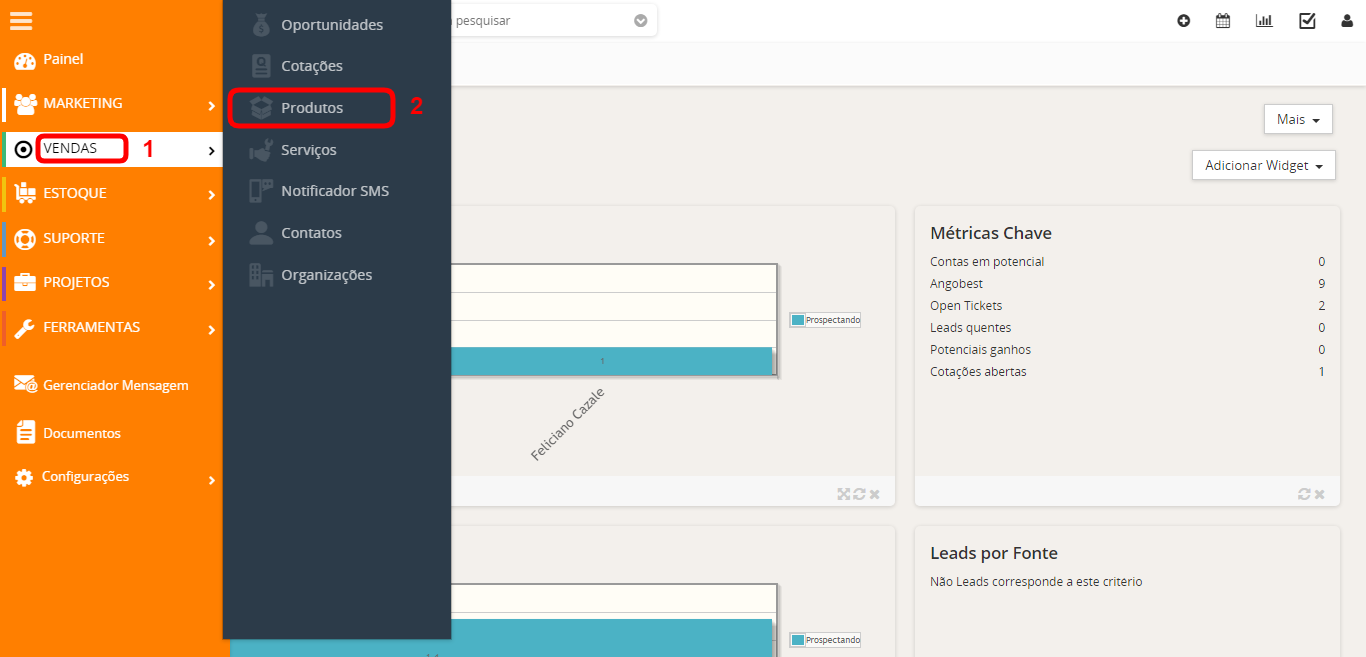 pesquisar
Painel
MARKETING
VENDAS
1
ESTOQUE
SUPORTE
PROJETOS
FERRAMENTAS
Gerenciador Mensagem
Documentos
Configurações
Oportunidades
Cotações
Produtos
2
Serviços
Notificador SMS
Contatos
Organizações
Mais
Adicionar Widget
Prospectando
1
Feliciano Cazale
Métricas Chave
Contas em potencial 0
Angobest 9
Open Tickets 2
Leads quentes 0
Potenciais ganhos 0
Cotações abertas 1
Prospectando
Leads por Fonte
Não Leads corresponde a este critério